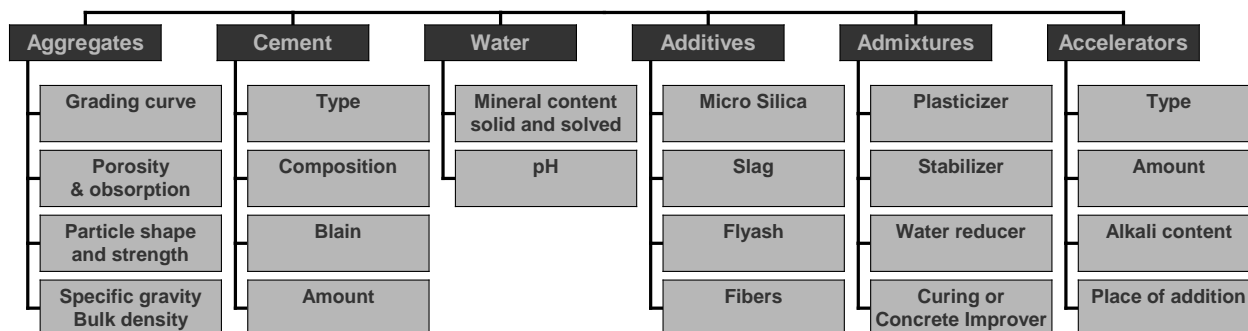 Aggregates
Cement
Water
Additives
Admixtures
Accelerators
Grading curve
Porosity
& obsorption
Particle shape
and strength
Specific gravity
Bulk density
Type
Composition
Blain
Amount
Mineral content
solid and solved
pH
Micro Silica
Slag
Flyash
Fibers
Plasticizer
Stabilizer
Water reducer
Curing or
Concrete Improver
Type
Amount
Alkali content
Place of addition